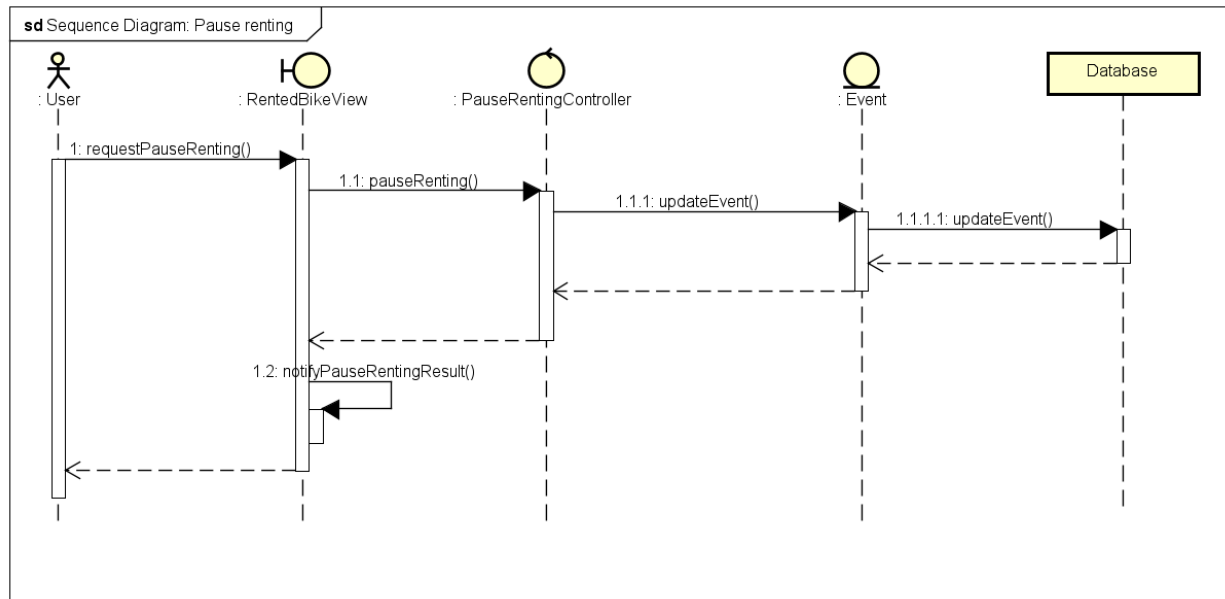 sd Sequence Diagram: Pause renting
: User
: RentedBikeView
: PauseRentingController
: Event
Database
1: requestPauseRenting()
1.1: pauseRenting()
1.1.1: updateEvent()
1.1.1.1: updateEvent()
1.2: notifyPauseRentingResult()